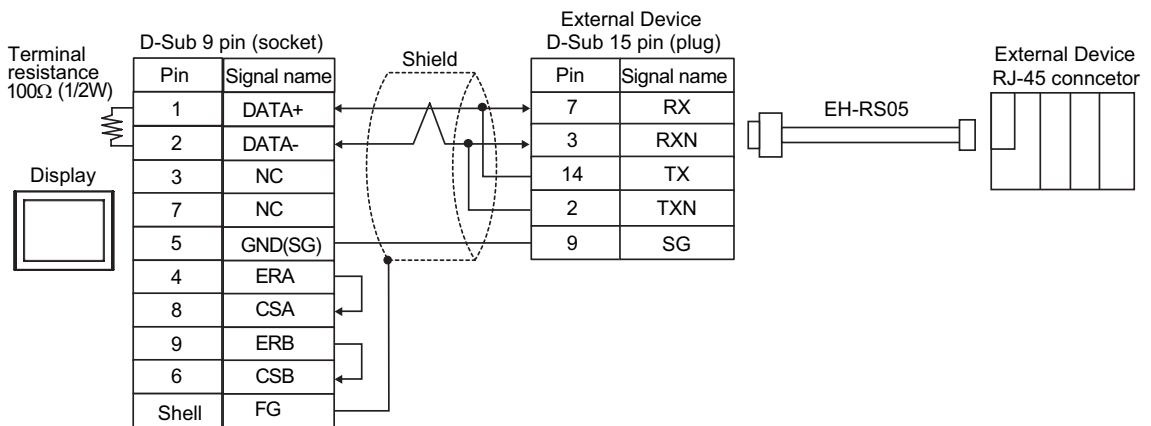 Terminal
resistance
100Ω (1/2W)
D-Sub 9 pin (socket)
Pin Signal name
1 DATA+
2 DATA-
3 NC
7 NC
5 GND(SG)
4 ERA
8 CSA
9 ERB
6 CSB
Shell FG
Display
Shield
External Device
D-Sub 15 pin (plug)
Pin Signal name
7 RX
3 RXN
14 TX
2 TXN
9 SG
EH-RS05
External Device
RJ-45 conncetor